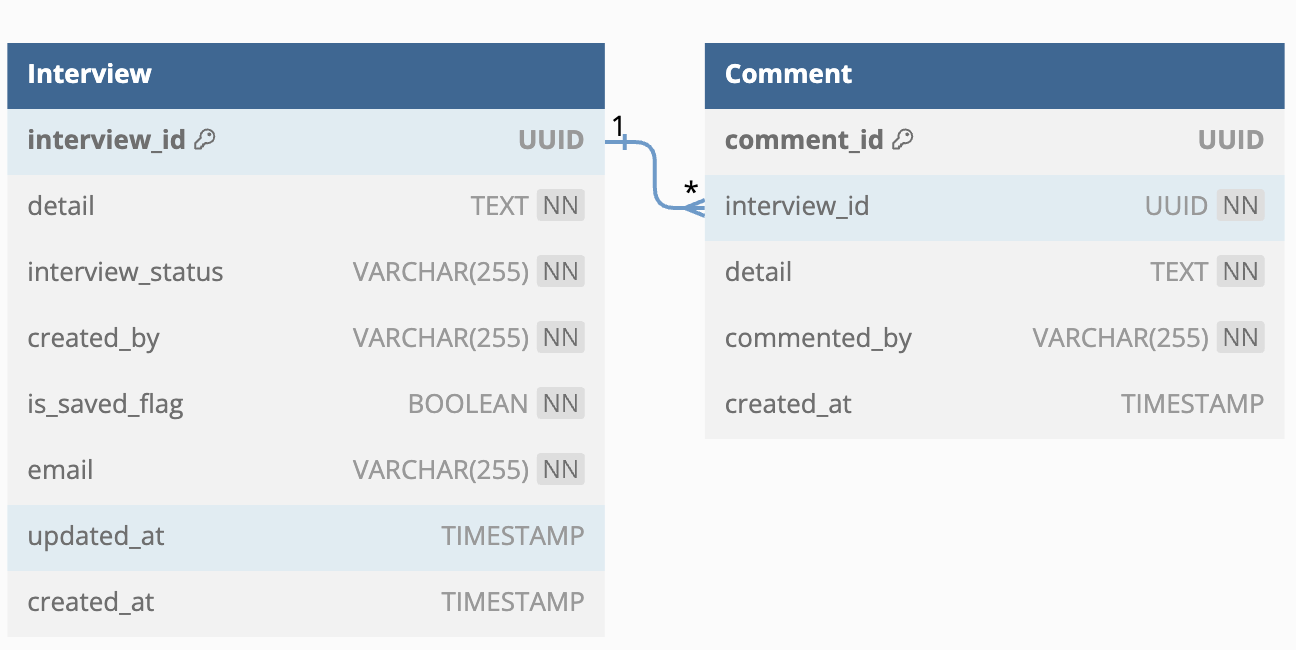 Interview
interview_id UUID
detail TEXT NN
interview_status VARCHAR(255) NN
created_by VARCHAR(255) NN
is_saved_flag BOOLEAN NN
email VARCHAR(255) NN
updated_at TIMESTAMP
created_at TIMESTAMP
1
*
Comment
comment_id UUID
interview_id UUID NN
detail TEXT NN
commented_by VARCHAR(255) NN
created_at TIMESTAMP